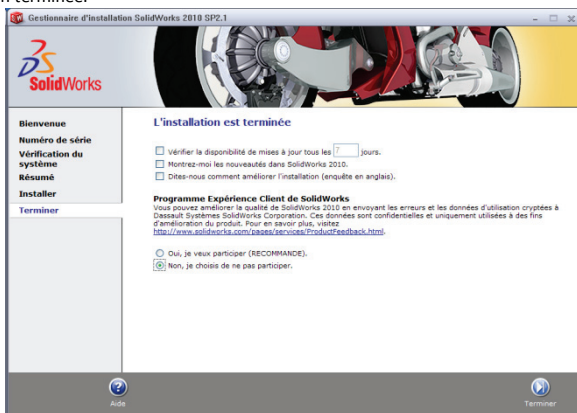 n terminée.
Gestionnaire d'installation SolidWorks 2010 SP2.1
SolidWorks
Bienvenue
Numéro de série
Vérification du
système
Résumé
Installer
Terminer
L'installation est terminée
Vérifier la disponibilité de mises à jour tous les 7 jours.
Montrez-moi les nouveautés dans SolidWorks 2010.
Dites-nous comment améliorer l'installation (enquête en anglais).
Programme Expérience Client de SolidWorks
Vous pouvez améliorer la qualité de SolidWorks 2010 en envoyant les erreurs et les données d'utilisation cryptées à
Dassault Systèmes SolidWorks Corporation. Ces données sont confidentielles et uniquement utilisées à des fins
d'amélioration du produit. Pour en savoir plus, visitez
http://www.solidworks.com/pages/services/ProductFeedback.html.
Oui, je veux participer (RECOMMANDE).
Non, je choisis de ne pas participer.
Aide
Terminer